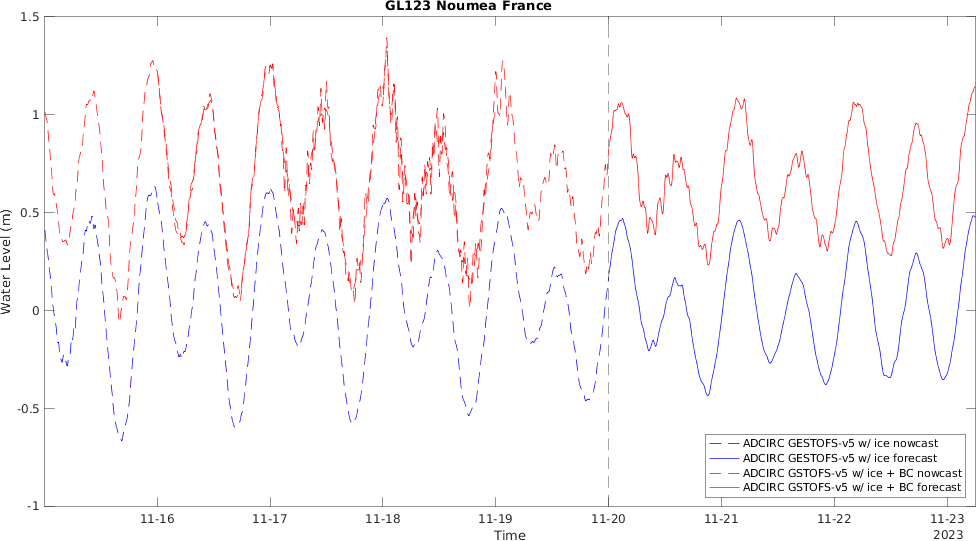 GL123 Noumea France
Water Level (m)
1.5
1
0.5
0
-0.5
-1
11-16
11-17
11-18
11-19
11-20
11-21
11-22
11-23
Time
2023
ADCIRC GESTOFS-v5 w/ ice nowcast
ADCIRC GESTOFS-v5 w/ ice forecast
ADCIRC GSTOFS-v5 w/ ice + BC nowcast
ADCIRC GSTOFS-v5 w/ ice + BC forecast